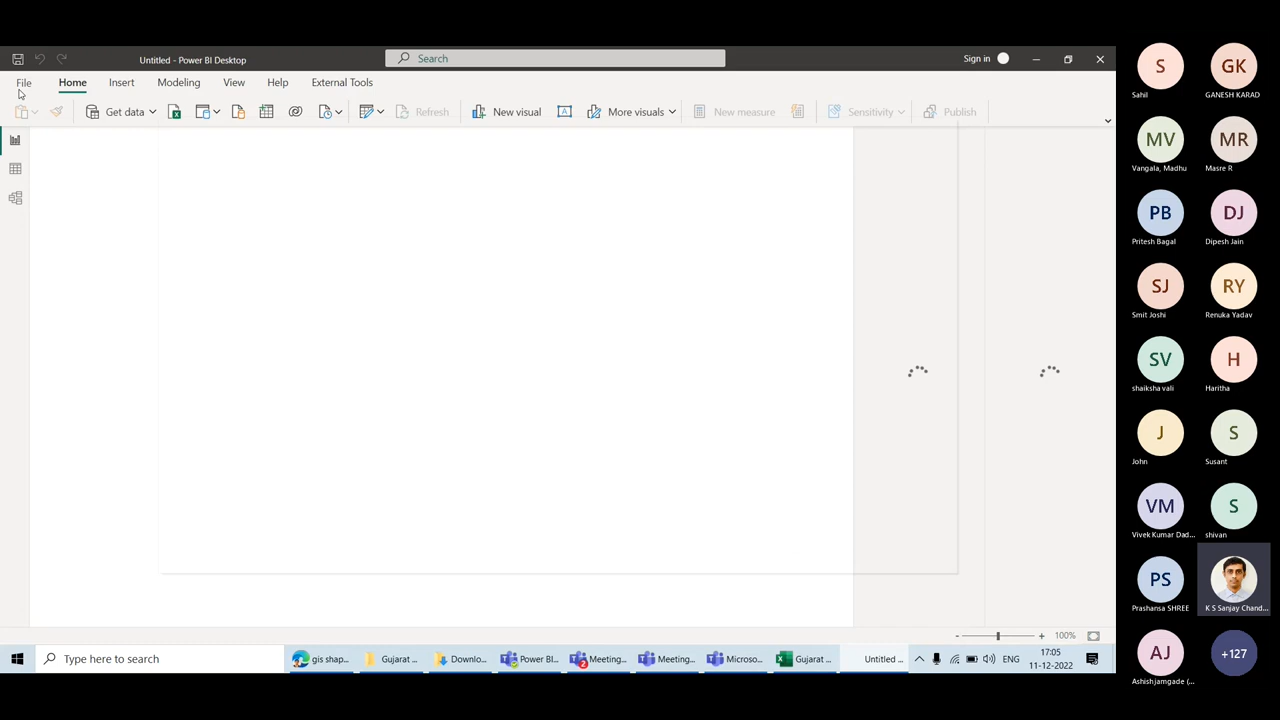 Untitled - Power BI Desktop
Search
Sign in
File
Home
Insert
Modeling
View
Help
External Tools
Get data
Refresh
New visual
More visuals
New measure
Sensitivity
Publish
- + 100%
Type here to search
gis shap...
Gujarat ...
Downlo...
Power BI...
2
Meeting...
Meeting...
Microso...
Gujarat ...
Untitled ...
ENG
17:05
11-12-2022
S
Sahil
GK
GANESH KARAD
MV
Vangala, Madhu
MR
Masre R
PB
Pritesh Bagal
DJ
Dipesh Jain
SJ
Smit Joshi
RY
Renuka Yadav
SV
shaiksha vali
H
Haritha
J
John
S
Susant
VM
Vivek Kumar Dad...
S
shivan
PS
Prashansa SHREE
K S Sanjay Chand...
AJ
Ashish jamgade (...
+127